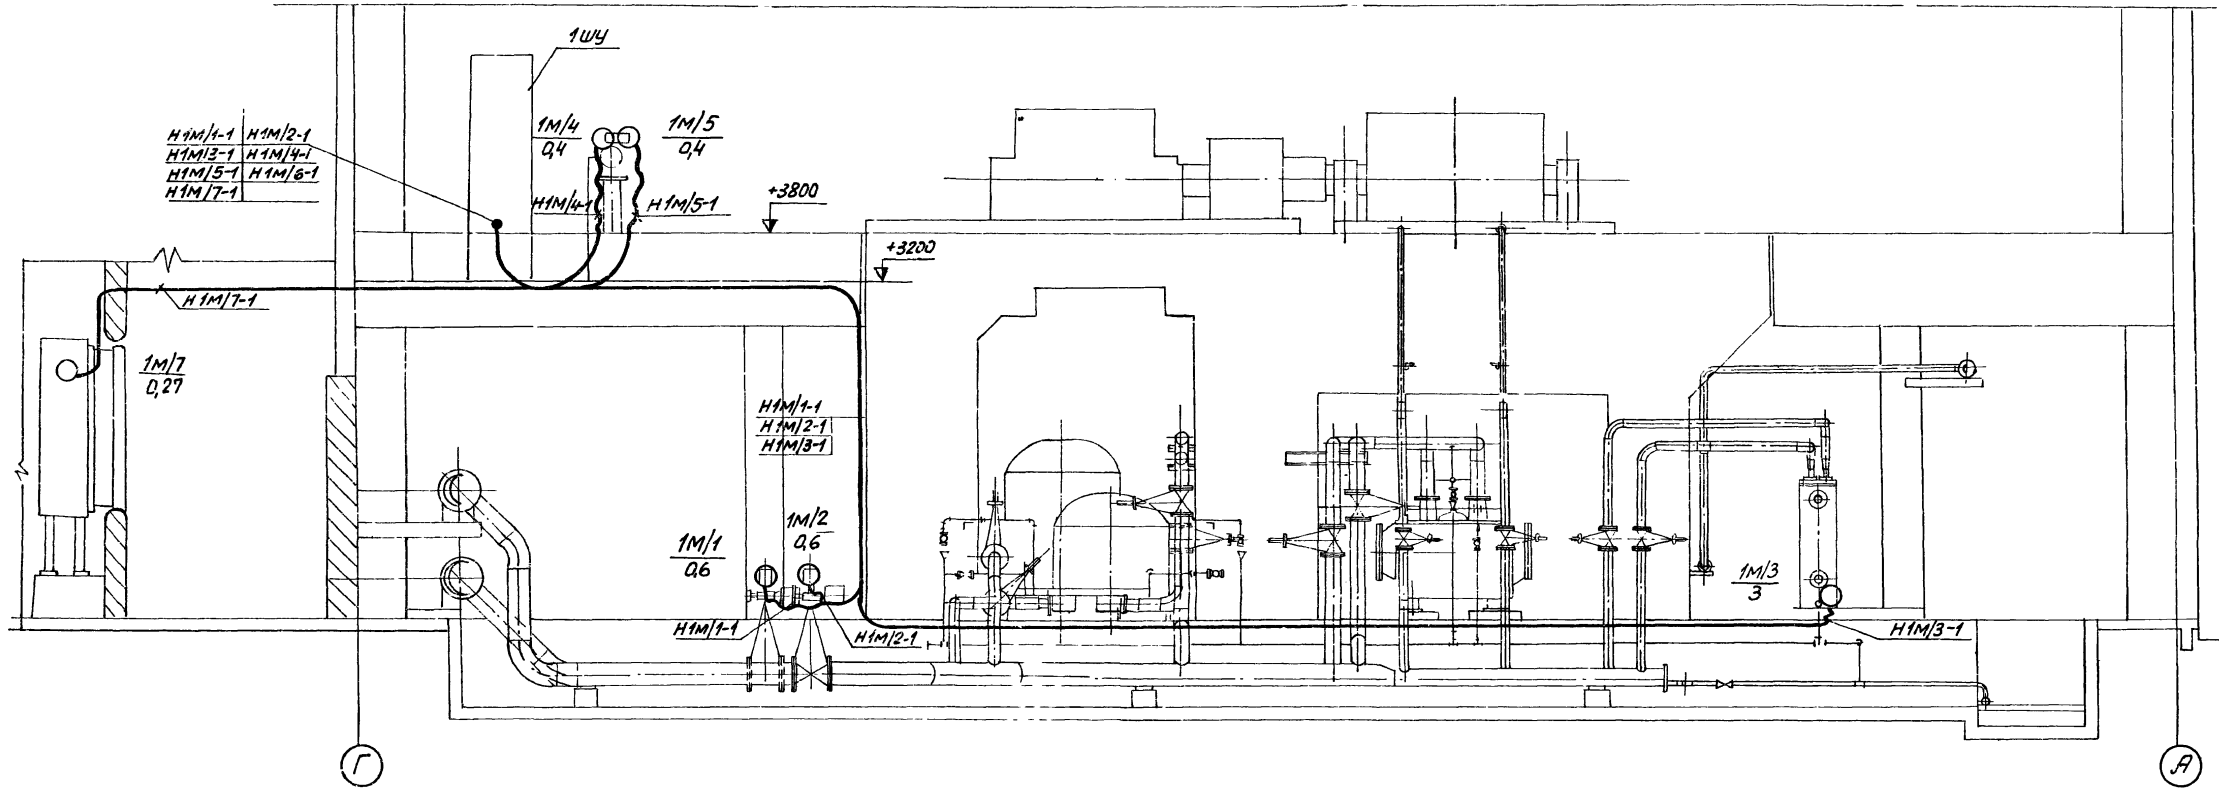 1ШУ
Н1М/1-1 Н1М/2-1
Н1М/3-1 Н1М/4-1
Н1М/5-1 Н1М/6-1
Н1М/7-1
1М/4
0,4
1М/5
0,4
Н1М/4-1
Н1М/5-1
+3800
+3200
Н1М/7-1
1М/7
0,27
Н1М/1-1
Н1М/2-1
Н1М/3-1
1М/1
0,6
1М/2
0,6
1М/3
3
Н1М/1-1
Н1М/2-1
Н1М/3-1
Г
А